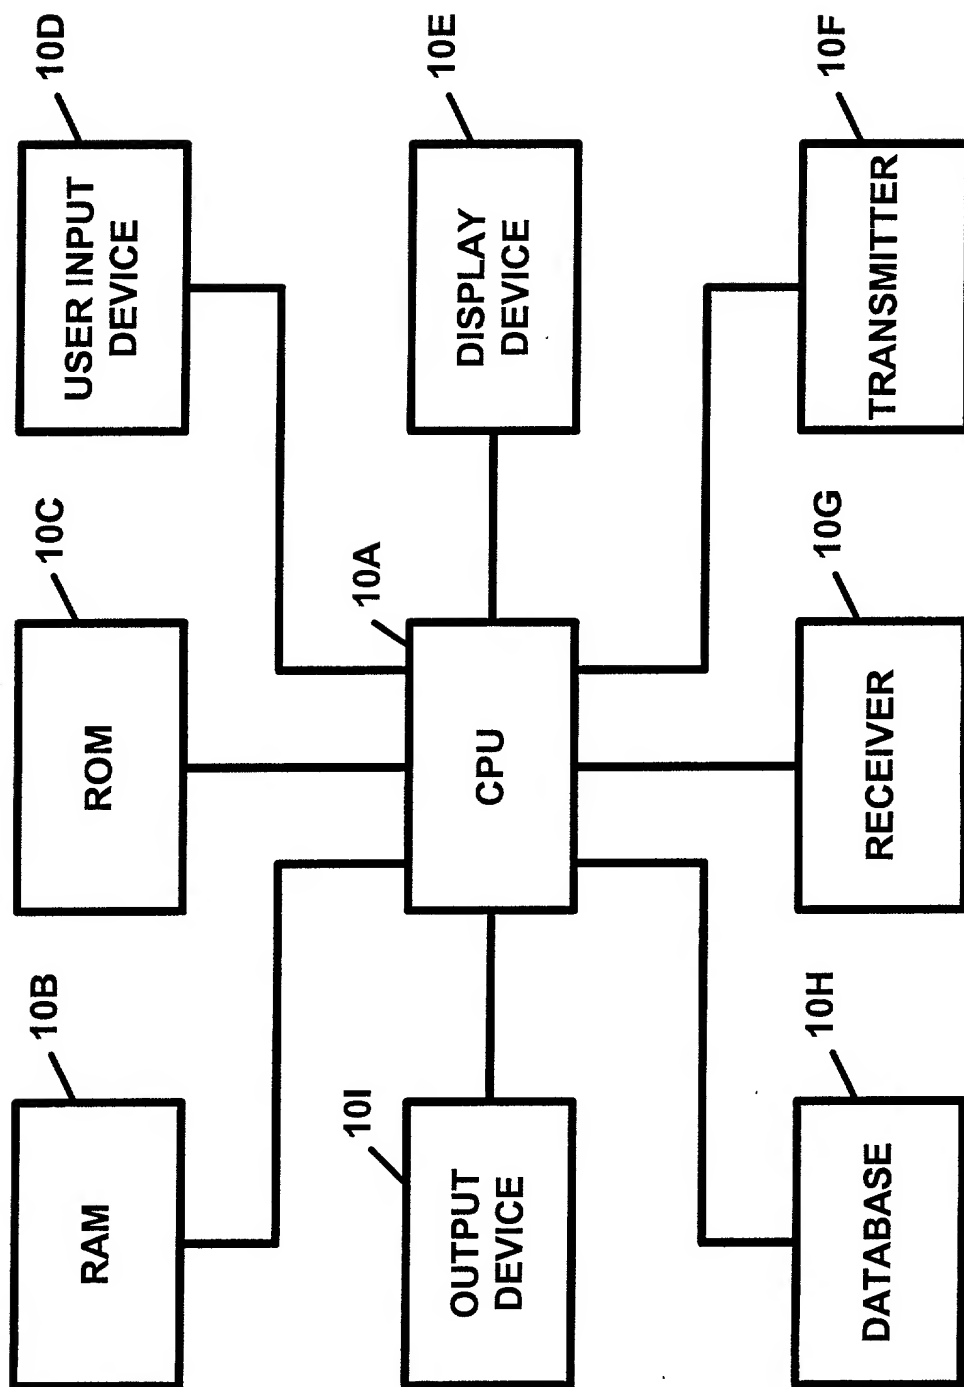 10B
RAM
10C
ROM
10D
USER INPUT
DEVICE
10I
OUTPUT
DEVICE
10A
CPU
10E
DISPLAY
DEVICE
10H
DATABASE
10G
RECEIVER
10F
TRANSMITTER